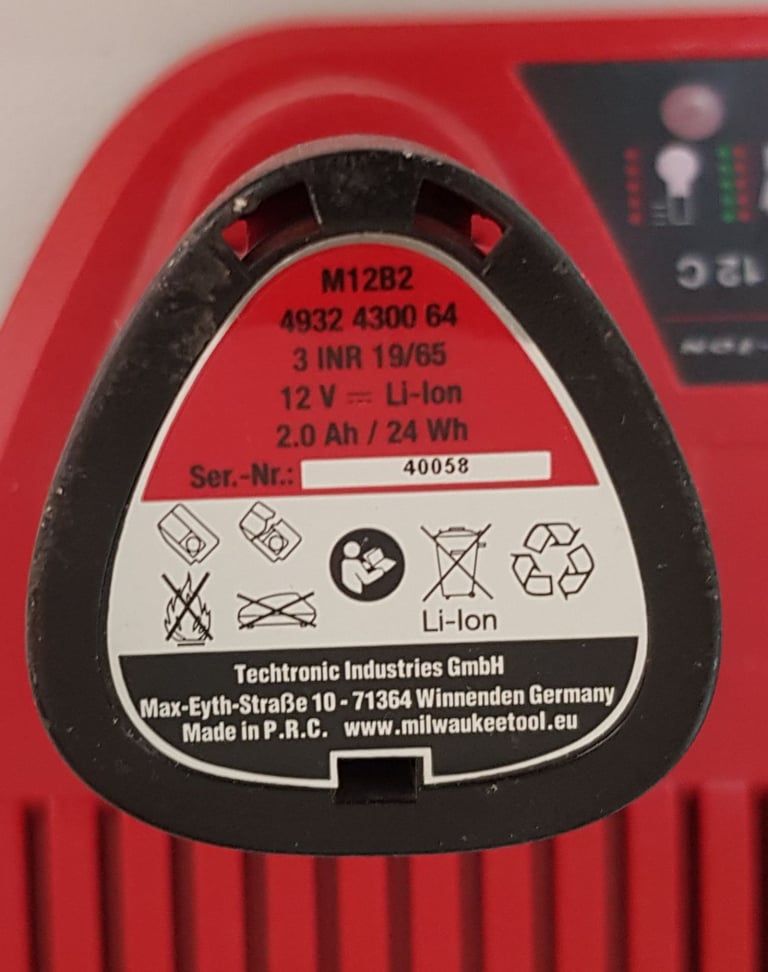 M12B2
4932 4300 64
3 INR 19/65
12 V ⎓ Li-Ion
2.0 Ah / 24 Wh
Ser.-Nr.: 40058
Li-Ion
Techtronic Industries GmbH
Max-Eyth-Straße 10 - 71364 Winnenden Germany
Made in P.R.C. www.milwaukeetool.eu
12 C